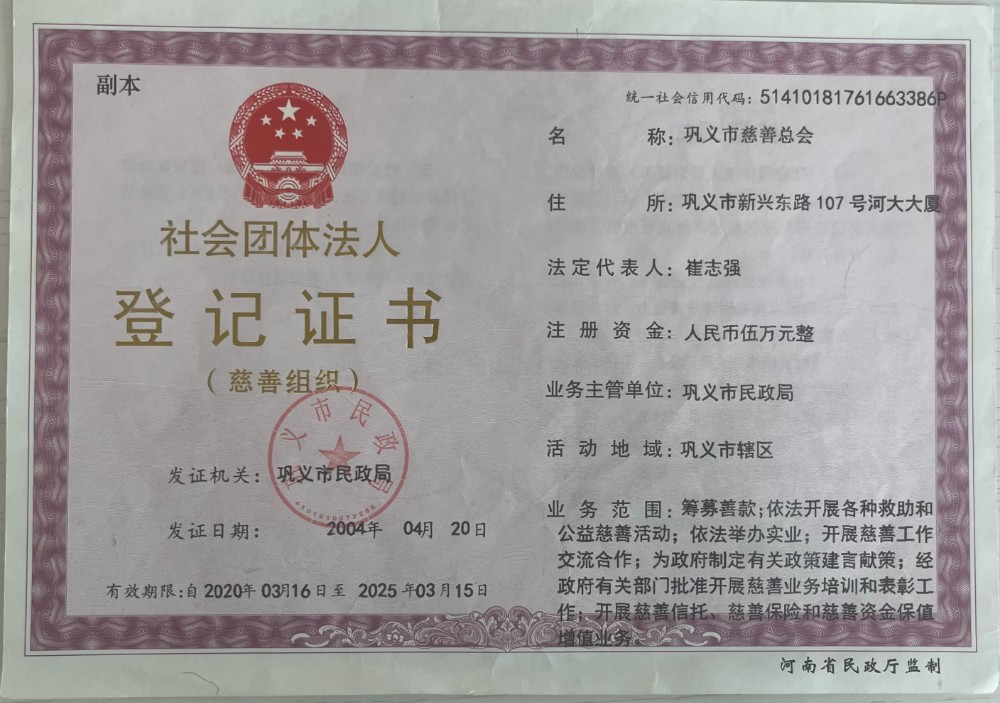 副本
统一社会信用代码：51410181761663386P
社会团体法人
登记证书
（慈善组织）
发证机关：巩义市民政局
发证日期：2004年 04月 20日
有效期限:自2020年03月16日至 2025年03月15日
名称：巩义市慈善总会
住所：巩义市新兴东路107号河大大厦
法定代表人：崔志强
注册资金：人民币伍万元整
业务主管单位：巩义市民政局
活动地域：巩义市辖区
业务范围：筹募善款;依法开展各种救助和
公益慈善活动；依法举办实业；开展慈善工作
交流合作；为政府制定有关政策建言献策；经
政府有关部门批准开展慈善业务培训和表彰工
作；开展慈善信托、慈善保险和慈善资金保值
增值业务。
河南省民政厅监制